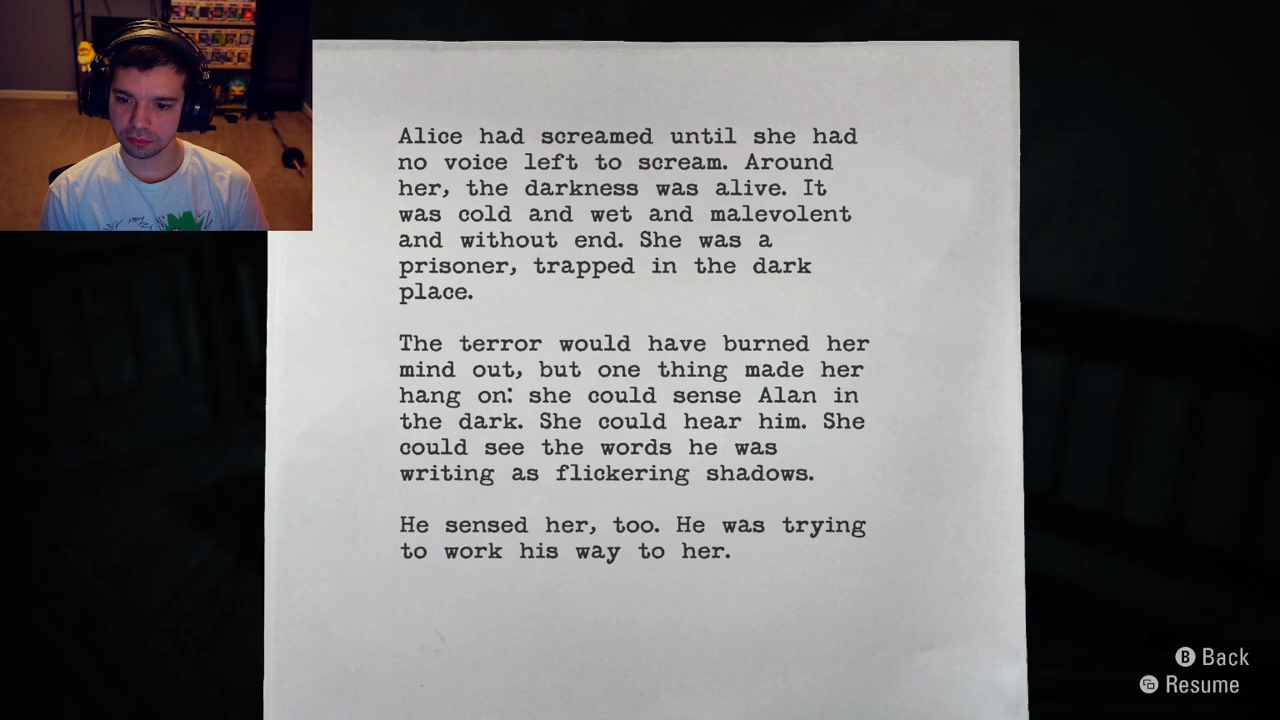 Alice had screamed until she had
no voice left to scream. Around
her, the darkness was alive. It
was cold and wet and malevolent
and without end. She was a
prisoner, trapped in the dark
place.
The terror would have burned her
mind out, but one thing made her
hang on: she could sense Alan in
the dark. She could hear him. She
could see the words he was
writing as flickering shadows.
He sensed her, too. He was trying
to work his way to her.
B Back
Resume